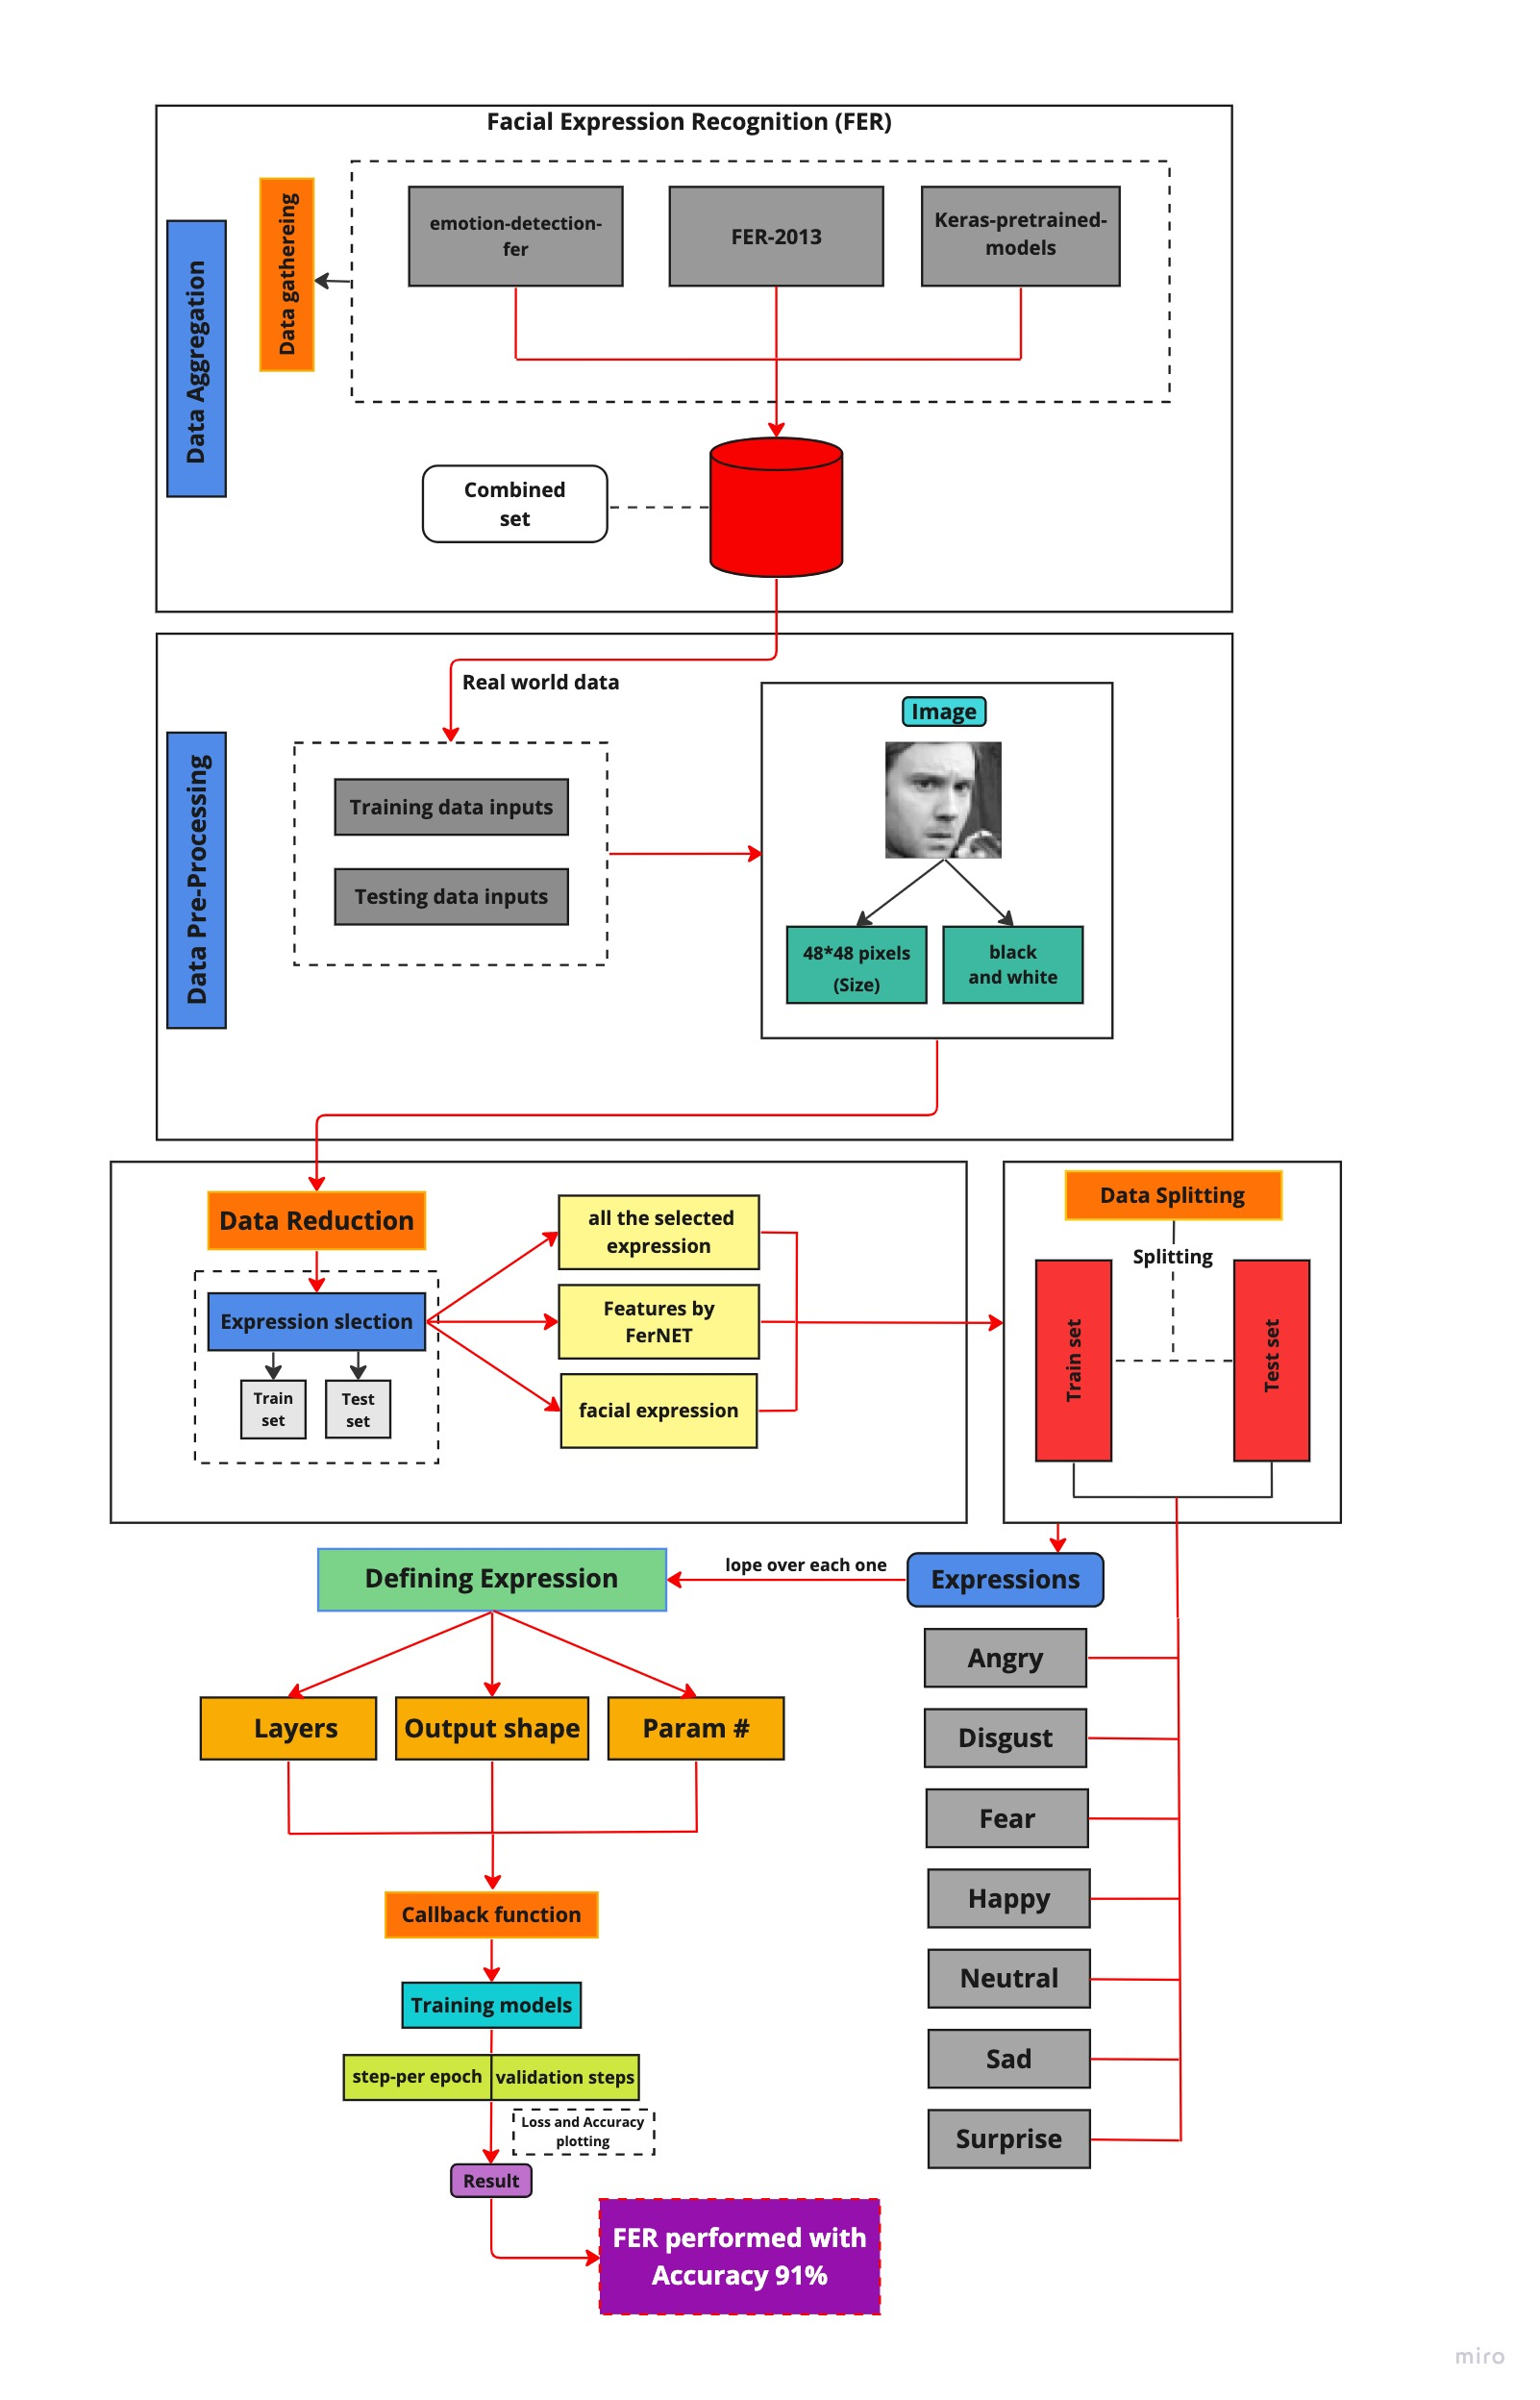 Facial Expression Recognition (FER)
Data Aggregation
Data gathereing
emotion-detection-
fer
FER-2013
Keras-pretrained-
models
Combined
set
Data Pre-Processing
Real world data
Training data inputs
Testing data inputs
Image
48*48 pixels
(Size)
black
and white
Data Reduction
Expression slection
Train
set
Test
set
all the selected
expression
Features by
FerNET
facial expression
Data Splitting
Splitting
Train set
Test set
Defining Expression
lope over each one
Expressions
Layers
Output shape
Param #
Angry
Disgust
Fear
Happy
Neutral
Sad
Surprise
Callback function
Training models
step-per epoch
validation steps
Loss and Accuracy
plotting
Result
FER performed with
Accuracy 91%
miro